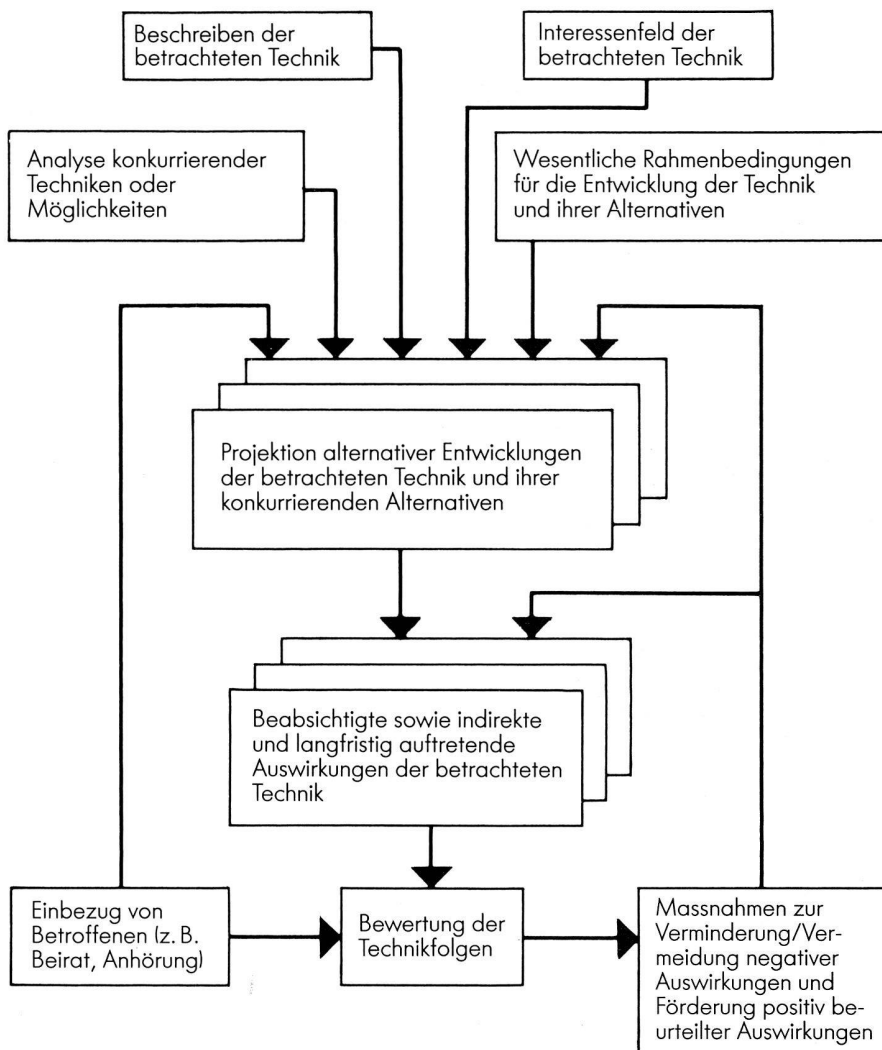 Beschreiben der
betrachteten Technik
Interessenfeld der
betrachteten Technik
Analyse konkurrierender
Techniken oder
Möglichkeiten
Wesentliche Rahmenbedingungen
für die Entwicklung der Technik
und ihrer Alternativen
Projektion alternativer Entwicklungen
der betrachteten Technik und ihrer
konkurrierenden Alternativen
Beabsichtigte sowie indirekte
und langfristig auftretende
Auswirkungen der betrachteten
Technik
Einbezug von
Betroffenen (z. B.
Beirat, Anhörung)
Bewertung der
Technikfolgen
Massnahmen zur
Verminderung/Ver-
meidung negativer
Auswirkungen und
Förderung positiv be-
urteilter Auswirkungen